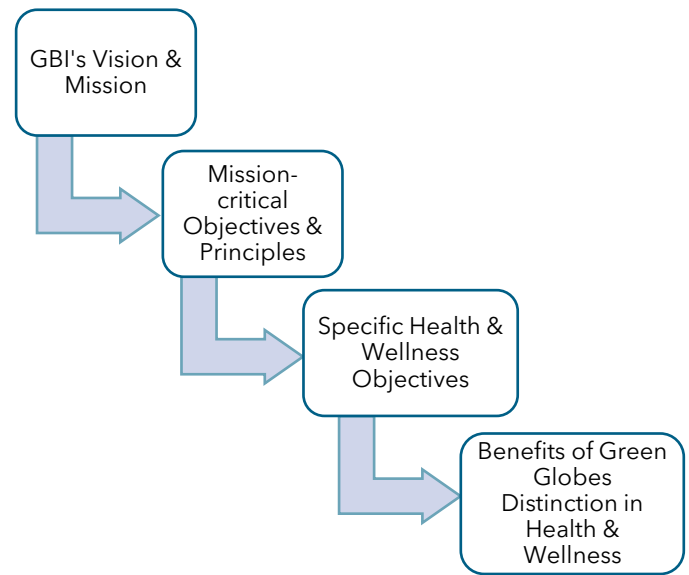 GBI's Vision &
Mission
Mission-
critical
Objectives &
Principles
Specific Health &
Wellness
Objectives
Benefits of Green
Globes
Distinction in
Health &
Wellness